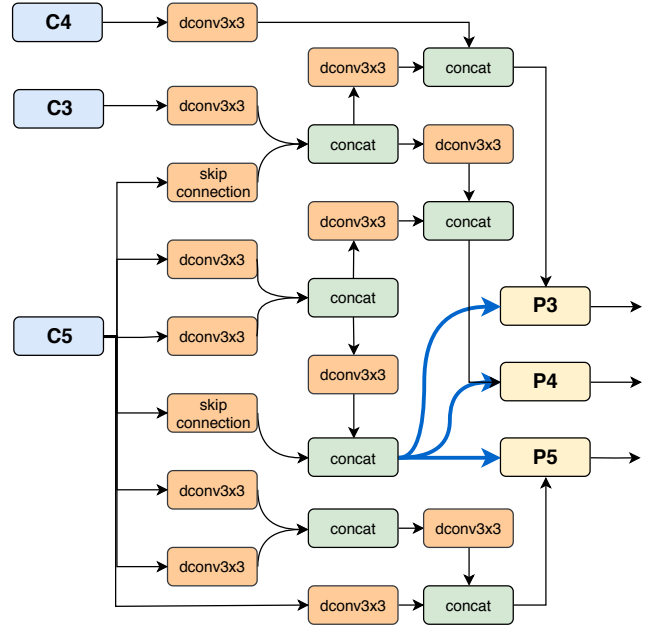 C4
dconv3x3
dconv3x3
concat
C3
dconv3x3
concat
dconv3x3
skip
connection
dconv3x3
concat
dconv3x3
concat
P3
C5
dconv3x3
dconv3x3
P4
skip
connection
concat
P5
dconv3x3
concat
dconv3x3
dconv3x3
dconv3x3
concat